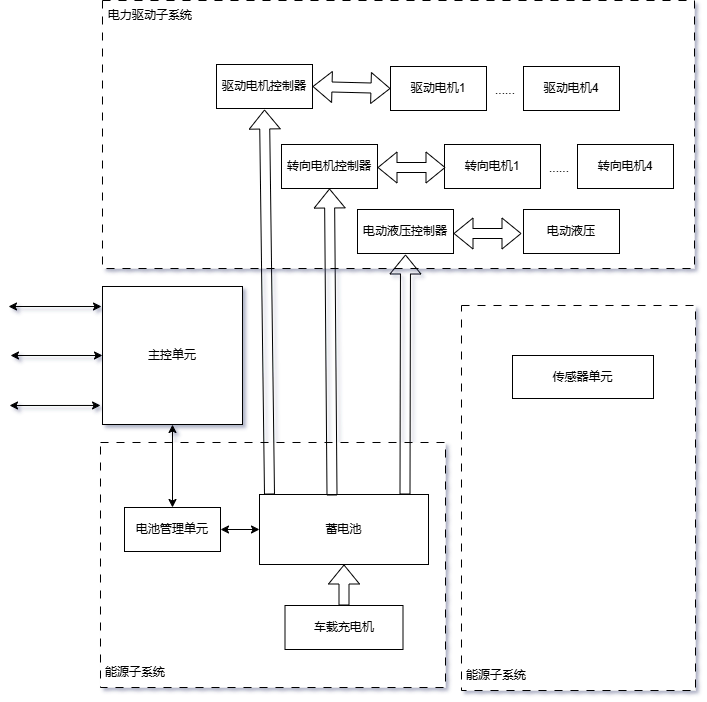 电力驱动子系统
驱动电机控制器
驱动电机1
......
驱动电机4
转向电机控制器
转向电机1
......
转向电机4
电动液压控制器
电动液压
主控单元
传感器单元
电池管理单元
蓄电池
车载充电机
能源子系统
能源子系统